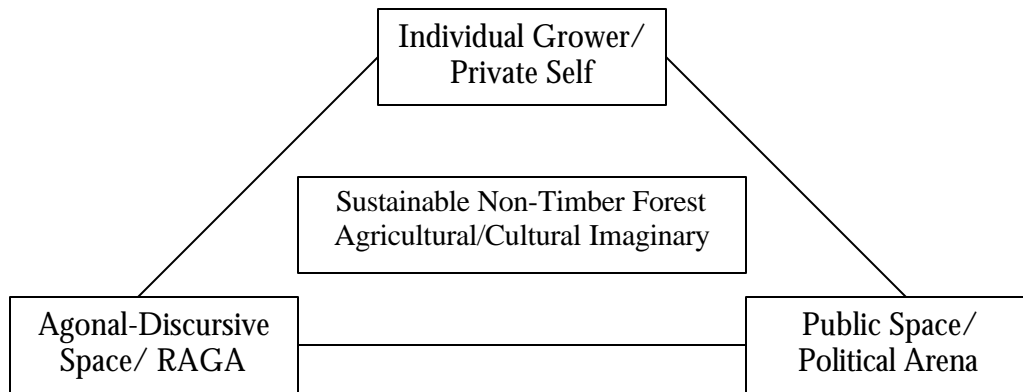 Individual Grower/
Private Self
Sustainable Non-Timber Forest
Agricultural/Cultural Imaginary
Agonal-Discursive
Space/ RAGA
Public Space/
Political Arena